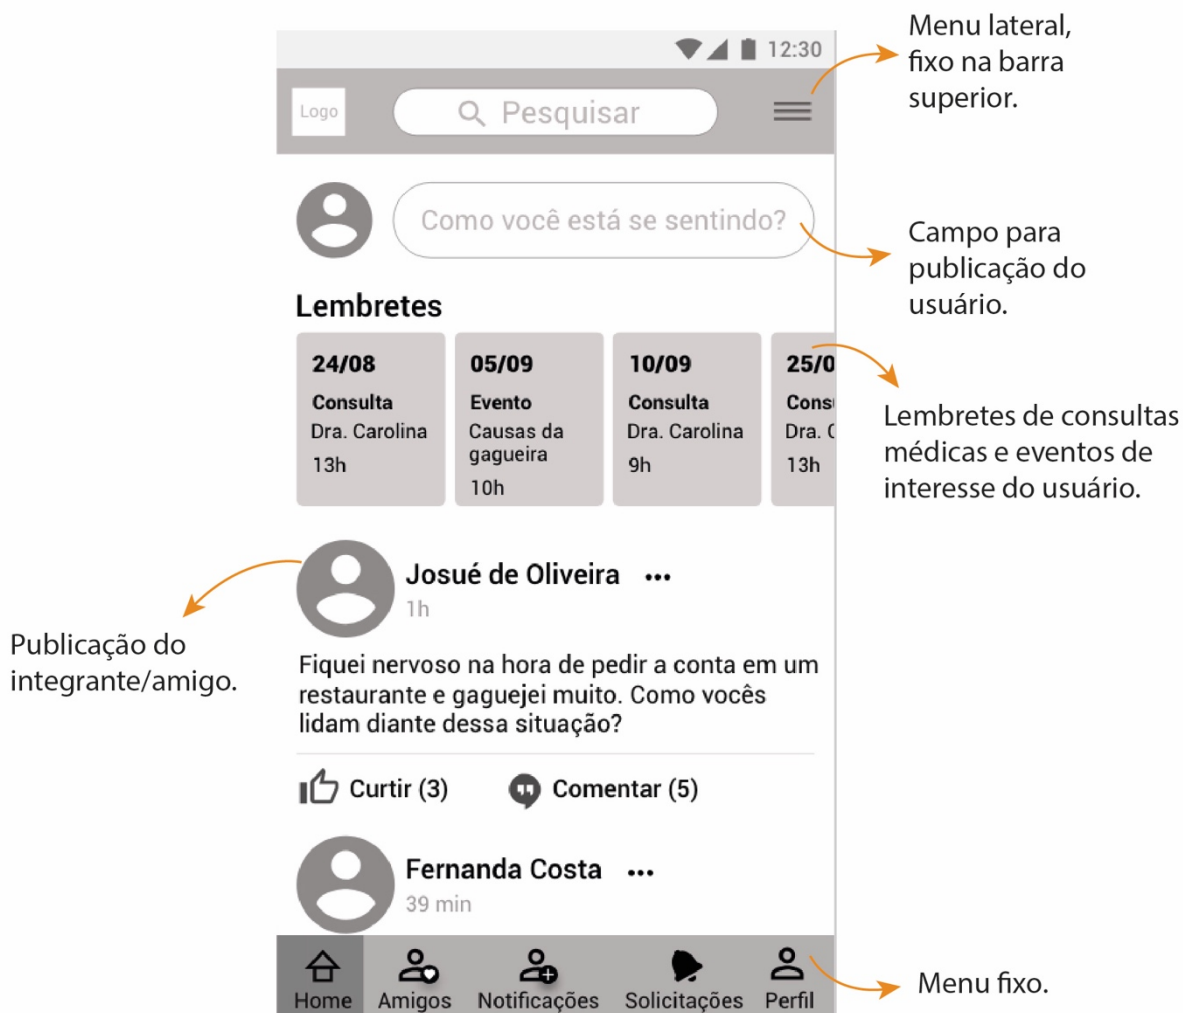 Menu lateral,
fixo na barra
superior.
12:30
Logo
Pesquisar
Como você está se sentindo?
Campo para
publicação do
usuário.
Lembretes
24/08
Consulta
Dra. Carolina
13h
05/09
Evento
Causas da
gagueira
10h
10/09
Consulta
Dra. Carolina
9h
25/0
Cons
Dra. C
13h
Lembretes de consultas
médicas e eventos de
interesse do usuário.
Josué de Oliveira
1h
Publicação do
integrante/amigo.
Fiquei nervoso na hora de pedir a conta em um
restaurante e gaguejei muito. Como vocês
lidam diante dessa situação?
Curtir (3)
Comentar (5)
Fernanda Costa
39 min
Home
Amigos
Notificações
Solicitações
Perfil
Menu fixo.